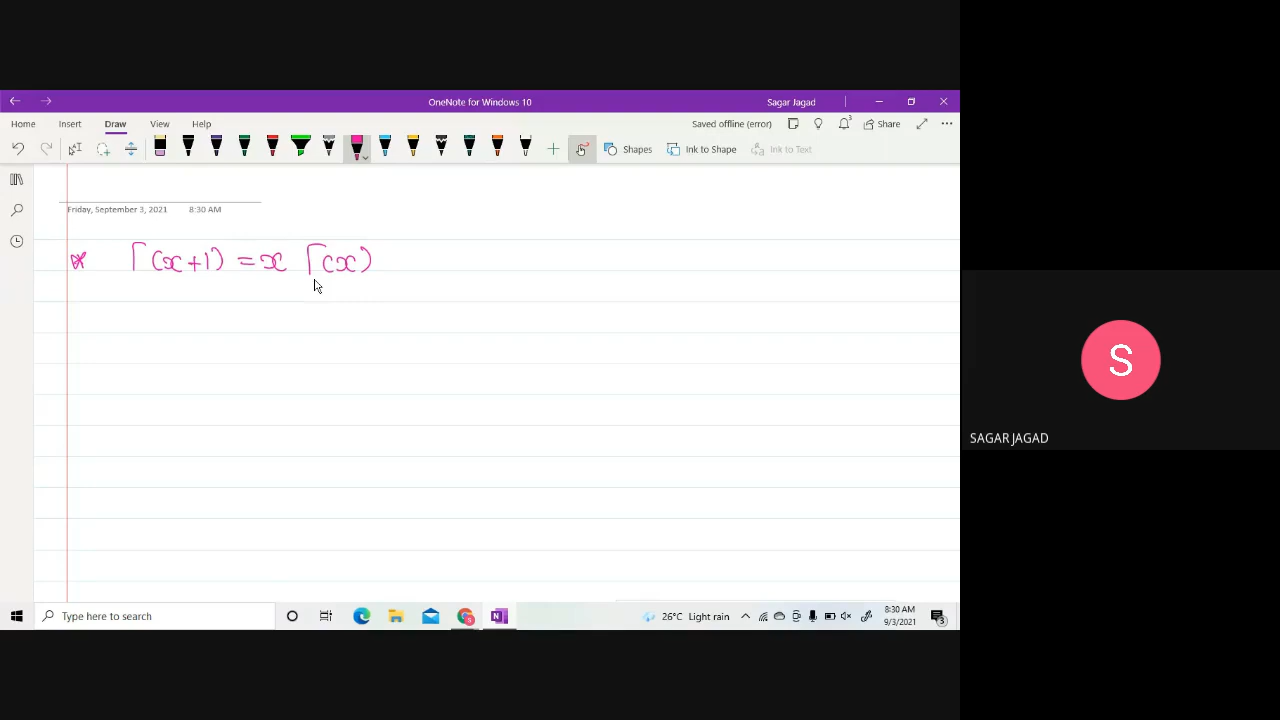 OneNote for Windows 10
Sagar Jagad
Home Insert Draw View Help
Saved offline (error)
3
Share
Shapes
Ink to Shape
Ink to Text
Friday, September 3, 2021 8:30 AM
* Γ(x+1) = x Γ(x)
S
SAGAR JAGAD
Type here to search
26°C Light rain
8:30 AM
9/3/2021
3